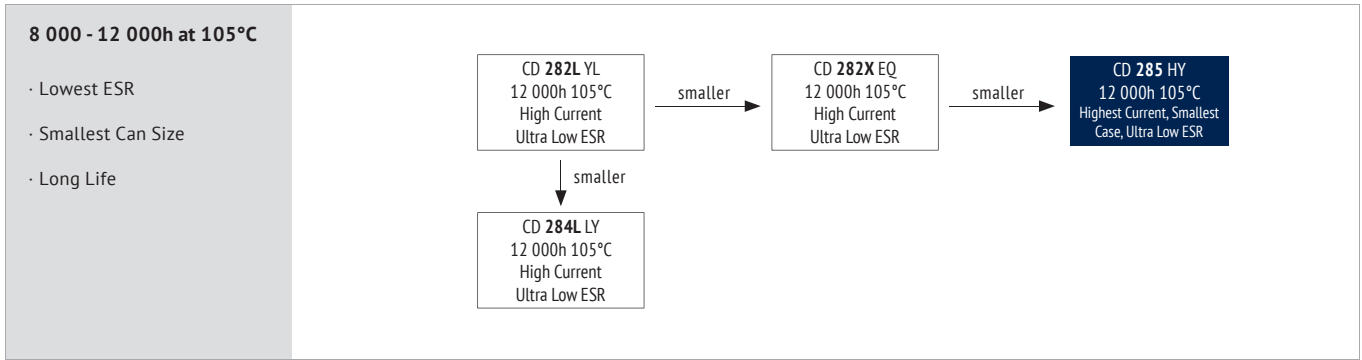 8 000 - 12 000h at 105°C
· Lowest ESR
· Smallest Can Size
· Long Life
CD 282L YL
12 000h 105°C
High Current
Ultra Low ESR
smaller
CD 282X EQ
12 000h 105°C
High Current
Ultra Low ESR
smaller
CD 285 HY
12 000h 105°C
Highest Current, Smallest
Case, Ultra Low ESR
smaller
CD 284L LY
12 000h 105°C
High Current
Ultra Low ESR